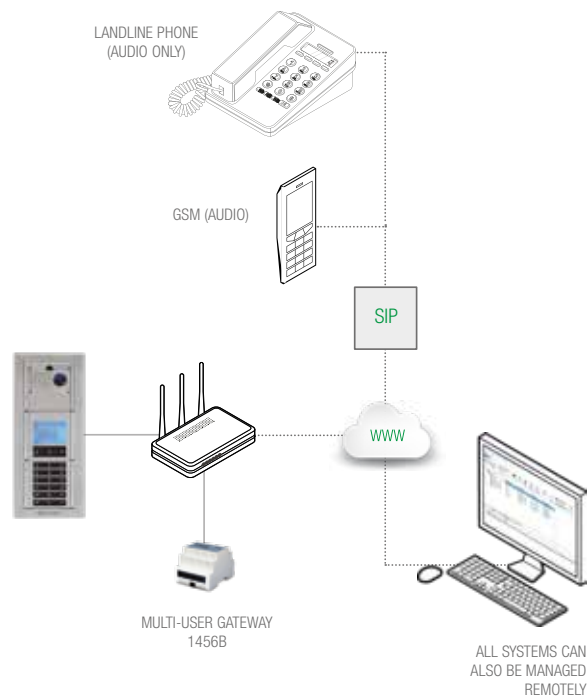 LANDLINE PHONE
(AUDIO ONLY)
GSM (AUDIO)
SIP
WWW
MULTI-USER GATEWAY
1456B
ALL SYSTEMS CAN
ALSO BE MANAGED
REMOTELY